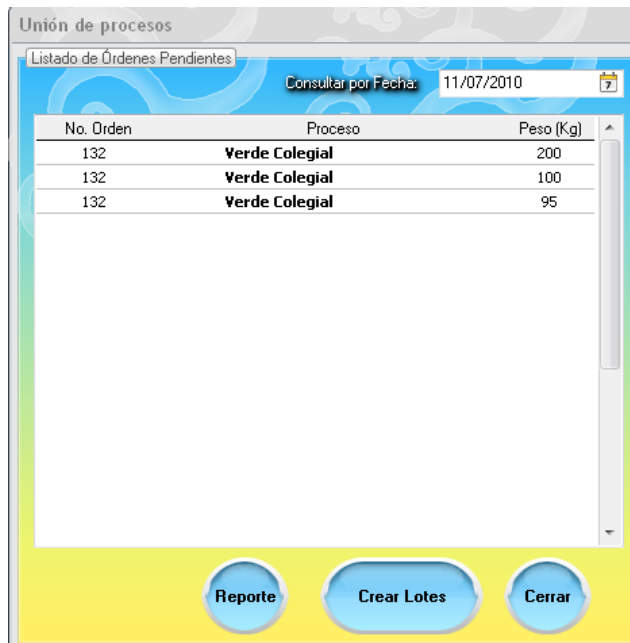 Unión de procesos
Listado de Órdenes Pendientes
Consultar por Fecha: 11/07/2010 7
No. Orden Proceso Peso (Kg)
132 Verde Colegial 200
132 Verde Colegial 100
132 Verde Colegial 95
Reporte Crear Lotes Cerrar